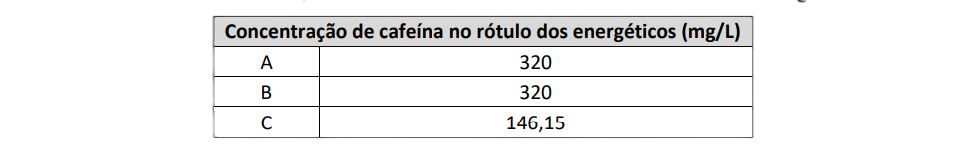 Concentração de cafeína no rótulo dos energéticos (mg/L)
A 320
B 320
C 146,15